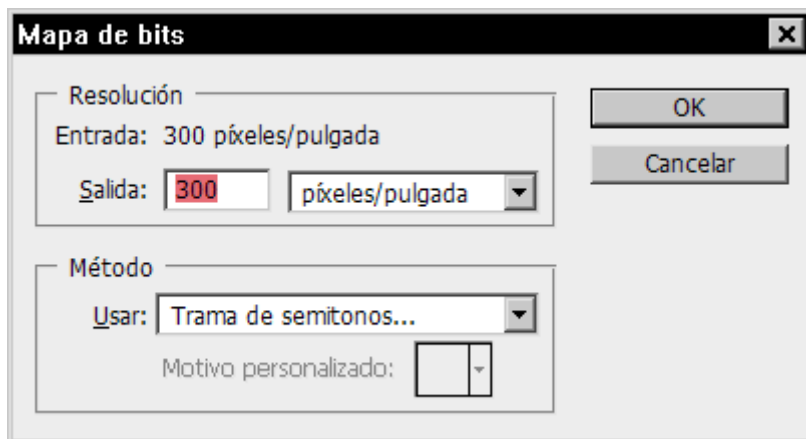 Mapa de bits
Resolución
Entrada: 300 píxeles/pulgada
Salida: 300 píxeles/pulgada
OK
Cancelar
Método
Usar: Trama de semitonos...
Motivo personalizado: